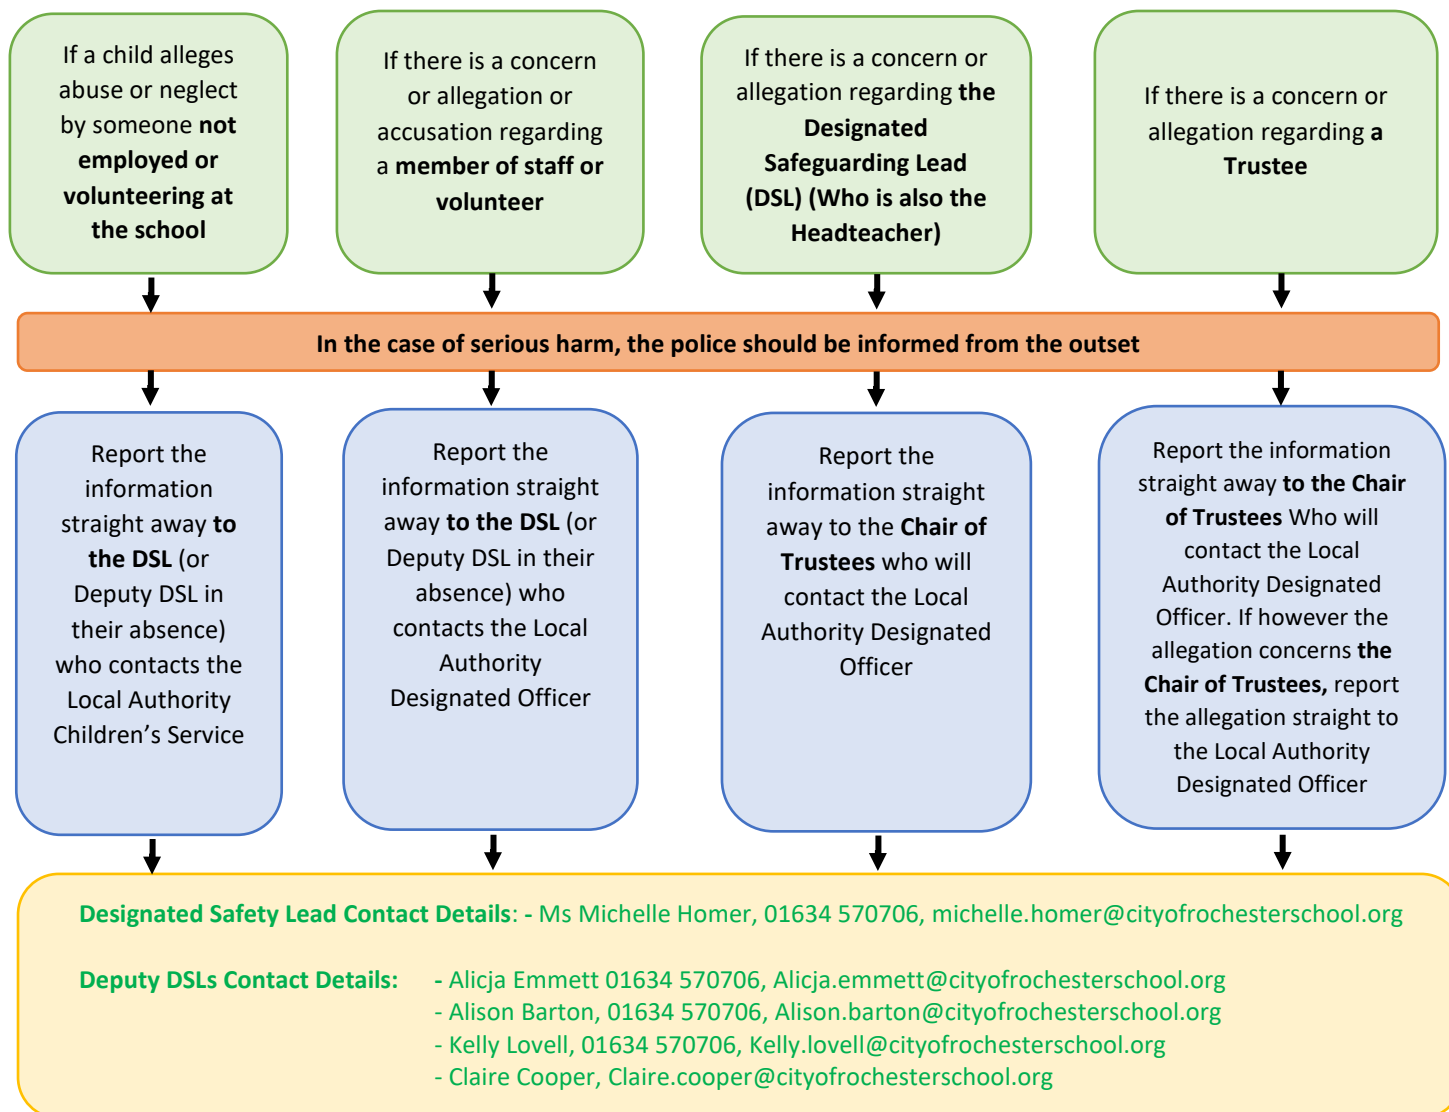 If a child alleges
abuse or neglect
by someone not
employed or
volunteering at
the school
If there is a concern
or allegation or
accusation regarding
a member of staff or
volunteer
If there is a concern or
allegation regarding the
Designated
Safeguarding Lead
(DSL) (Who is also the
Headteacher)
If there is a concern or
allegation regarding a
Trustee
In the case of serious harm, the police should be informed from the outset
Report the
information
straight away to
the DSL (or
Deputy DSL in
their absence)
who contacts the
Local Authority
Children’s Service
Report the
information straight
away to the DSL (or
Deputy DSL in their
absence) who
contacts the Local
Authority
Designated Officer
Report the
information straight
away to the Chair of
Trustees who will
contact the Local
Authority Designated
Officer
Report the information
straight away to the Chair
of Trustees Who will
contact the Local
Authority Designated
Officer. If however the
allegation concerns the
Chair of Trustees, report
the allegation straight to
the Local Authority
Designated Officer
Designated Safety Lead Contact Details: - Ms Michelle Homer, 01634 570706, michelle.homer@cityofrochesterschool.org
Deputy DSLs Contact Details: - Alicja Emmett 01634 570706, Alicja.emmett@cityofrochesterschool.org
- Alison Barton, 01634 570706, Alison.barton@cityofrochesterschool.org
- Kelly Lovell, 01634 570706, Kelly.lovell@cityofrochesterschool.org
- Claire Cooper, Claire.cooper@cityofrochesterschool.org